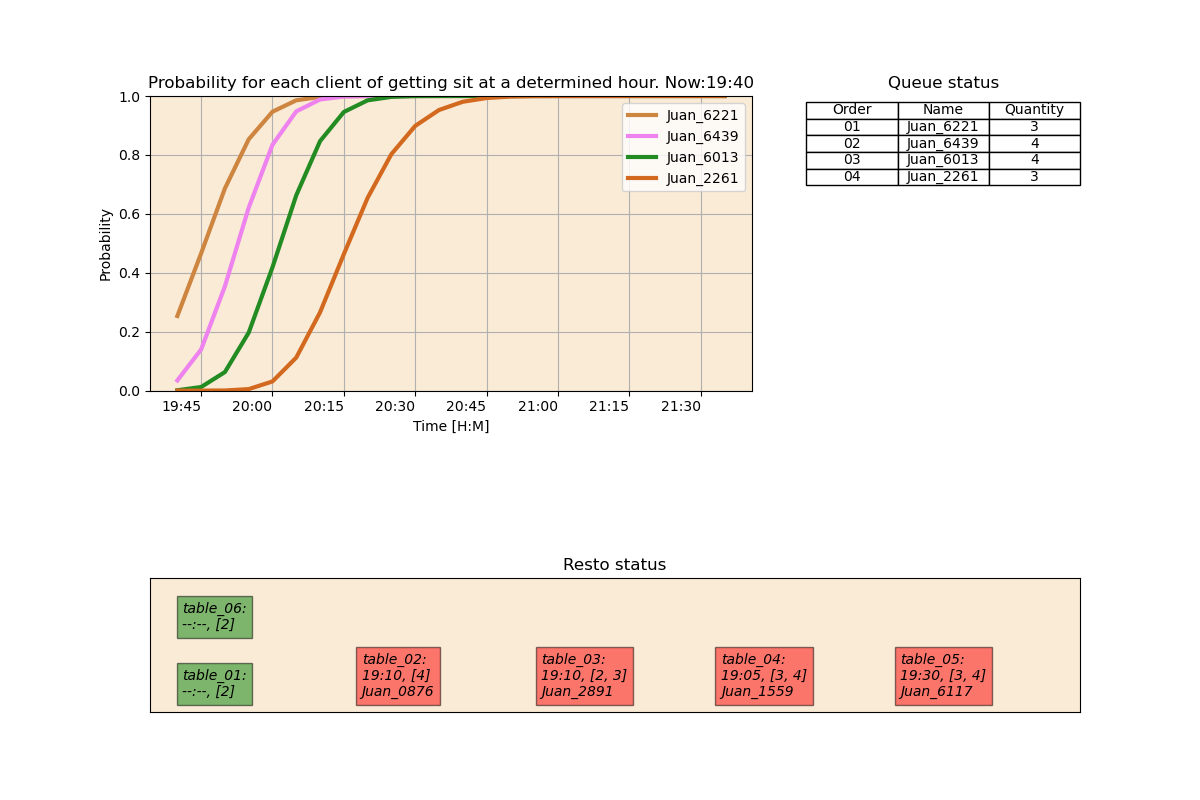 Probability for each client of getting sit at a determined hour. Now:19:40
Probability
1.0
0.8
0.6
0.4
0.2
0.0
19:45 20:00 20:15 20:30 20:45 21:00 21:15 21:30
Time [H:M]
Juan_6221
Juan_6439
Juan_6013
Juan_2261
Queue status
Order Name Quantity
01 Juan_6221 3
02 Juan_6439 4
03 Juan_6013 4
04 Juan_2261 3
Resto status
table_06:
--:--, [2]
table_01:
--:--, [2]
table_02:
19:10, [4]
Juan_0876
table_03:
19:10, [2, 3]
Juan_2891
table_04:
19:05, [3, 4]
Juan_1559
table_05:
19:30, [3, 4]
Juan_6117